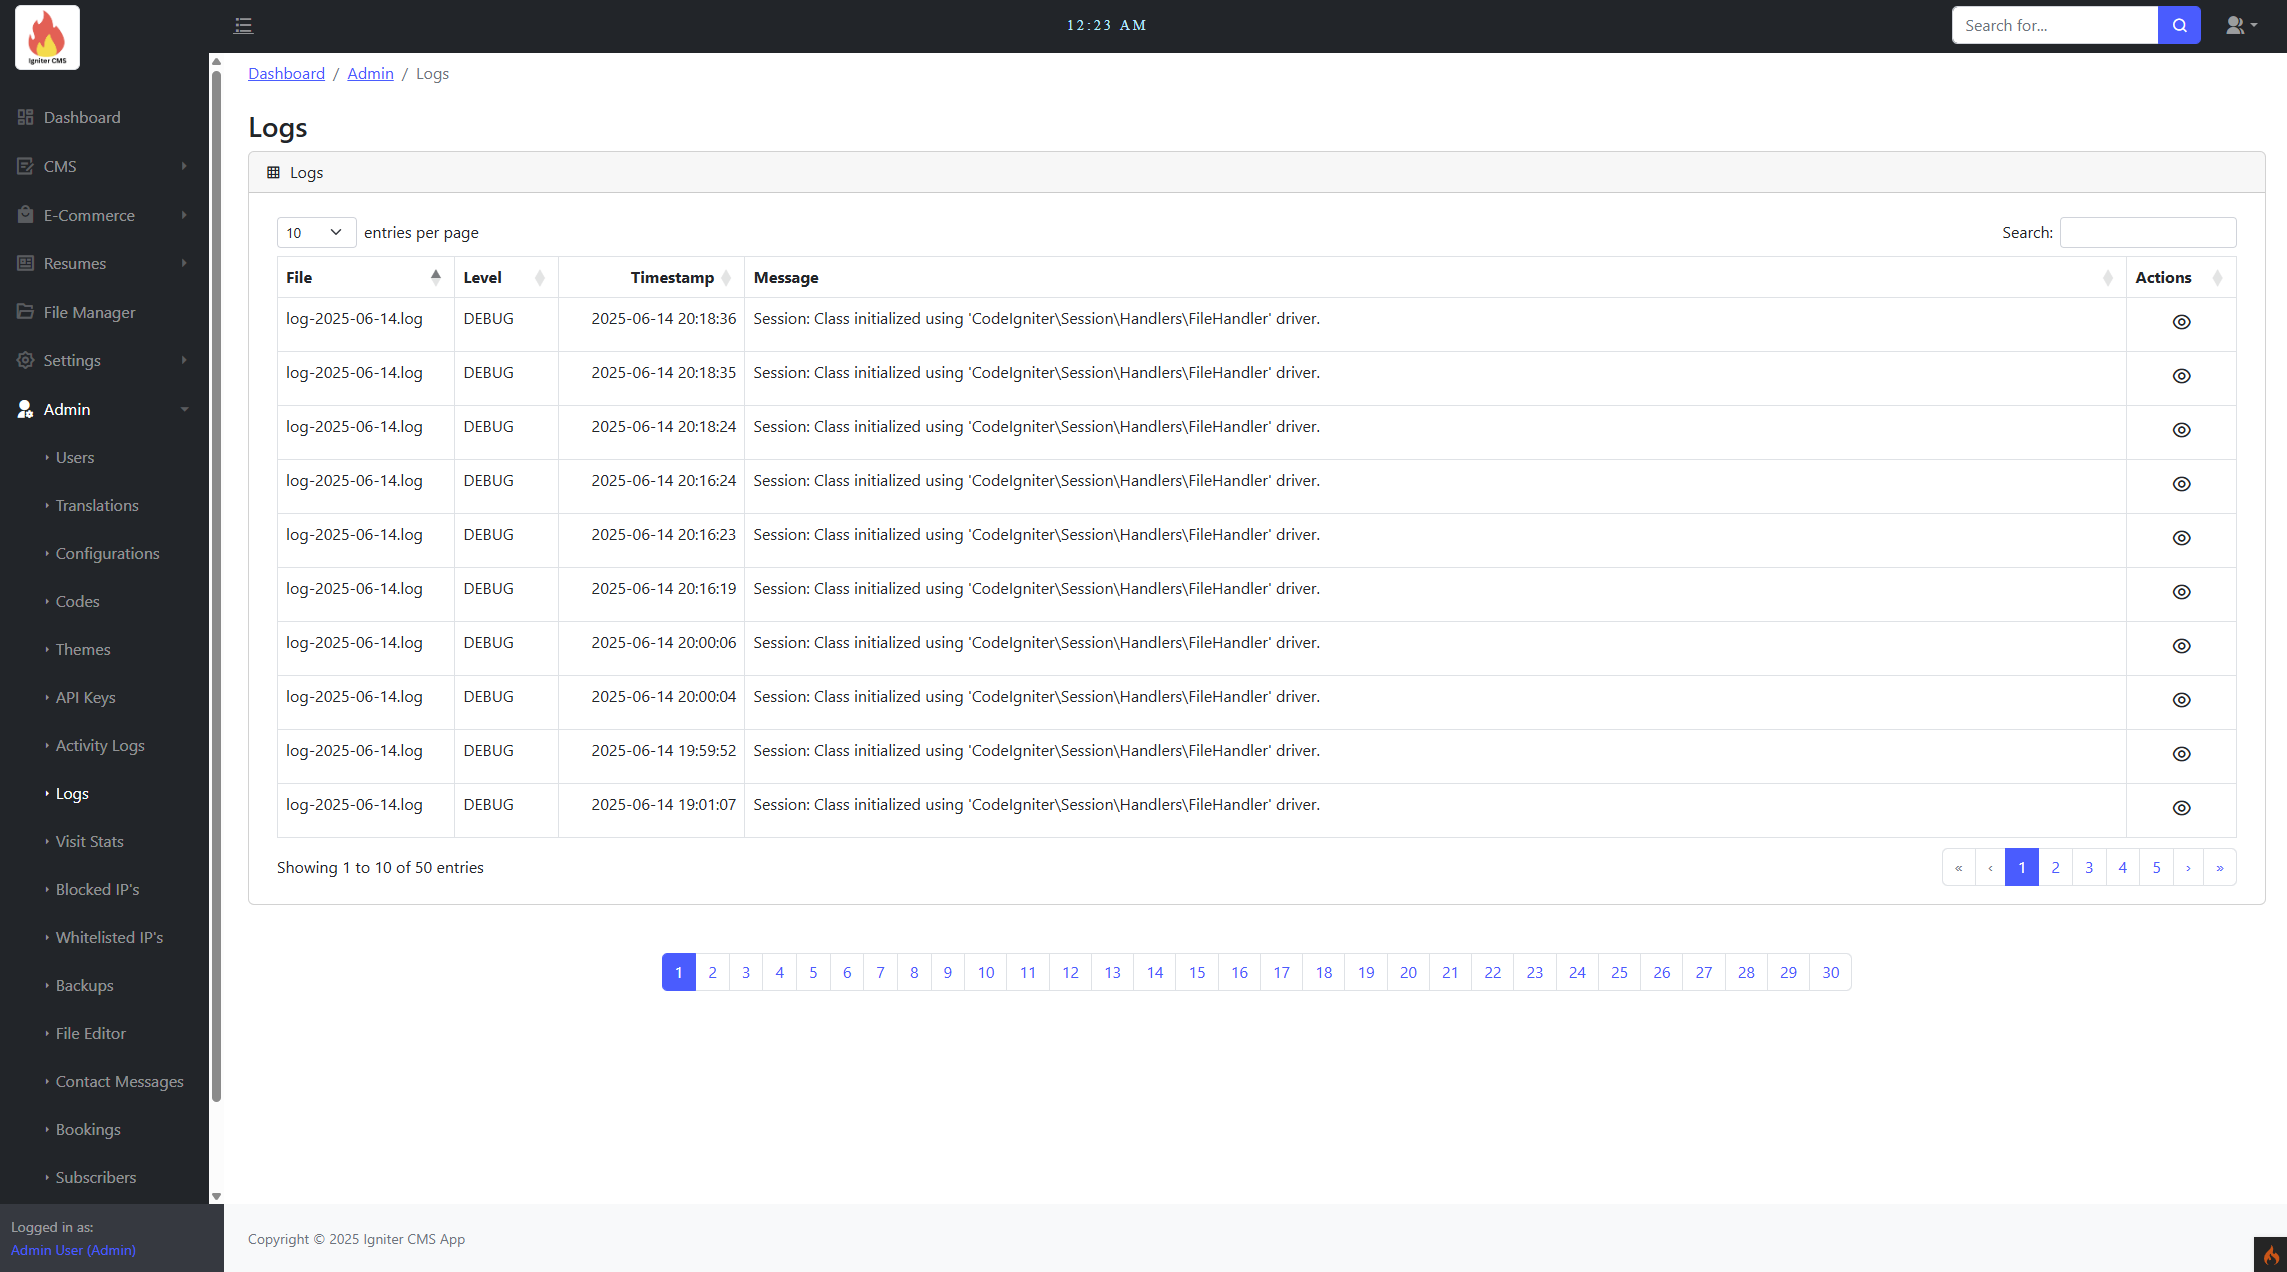 Igniter CMS
12:23 AM
Search for...
Dashboard
CMS
E-Commerce
Resumes
File Manager
Settings
Admin
Users
Translations
Configurations
Codes
Themes
API Keys
Activity Logs
Logs
Visit Stats
Blocked IP's
Whitelisted IP's
Backups
File Editor
Contact Messages
Bookings
Subscribers
Logged in as:
Admin User (Admin)
Dashboard / Admin / Logs
Logs
Logs
10 entries per page Search:
File Level Timestamp Message Actions
log-2025-06-14.log DEBUG 2025-06-14 20:18:36 Session: Class initialized using 'CodeIgniter\Session\Handlers\FileHandler' driver.
log-2025-06-14.log DEBUG 2025-06-14 20:18:35 Session: Class initialized using 'CodeIgniter\Session\Handlers\FileHandler' driver.
log-2025-06-14.log DEBUG 2025-06-14 20:18:24 Session: Class initialized using 'CodeIgniter\Session\Handlers\FileHandler' driver.
log-2025-06-14.log DEBUG 2025-06-14 20:16:24 Session: Class initialized using 'CodeIgniter\Session\Handlers\FileHandler' driver.
log-2025-06-14.log DEBUG 2025-06-14 20:16:23 Session: Class initialized using 'CodeIgniter\Session\Handlers\FileHandler' driver.
log-2025-06-14.log DEBUG 2025-06-14 20:16:19 Session: Class initialized using 'CodeIgniter\Session\Handlers\FileHandler' driver.
log-2025-06-14.log DEBUG 2025-06-14 20:00:06 Session: Class initialized using 'CodeIgniter\Session\Handlers\FileHandler' driver.
log-2025-06-14.log DEBUG 2025-06-14 20:00:04 Session: Class initialized using 'CodeIgniter\Session\Handlers\FileHandler' driver.
log-2025-06-14.log DEBUG 2025-06-14 19:59:52 Session: Class initialized using 'CodeIgniter\Session\Handlers\FileHandler' driver.
log-2025-06-14.log DEBUG 2025-06-14 19:01:07 Session: Class initialized using 'CodeIgniter\Session\Handlers\FileHandler' driver.
Showing 1 to 10 of 50 entries « ‹ 1 2 3 4 5 › »
1 2 3 4 5 6 7 8 9 10 11 12 13 14 15 16 17 18 19 20 21 22 23 24 25 26 27 28 29 30
Copyright © 2025 Igniter CMS App